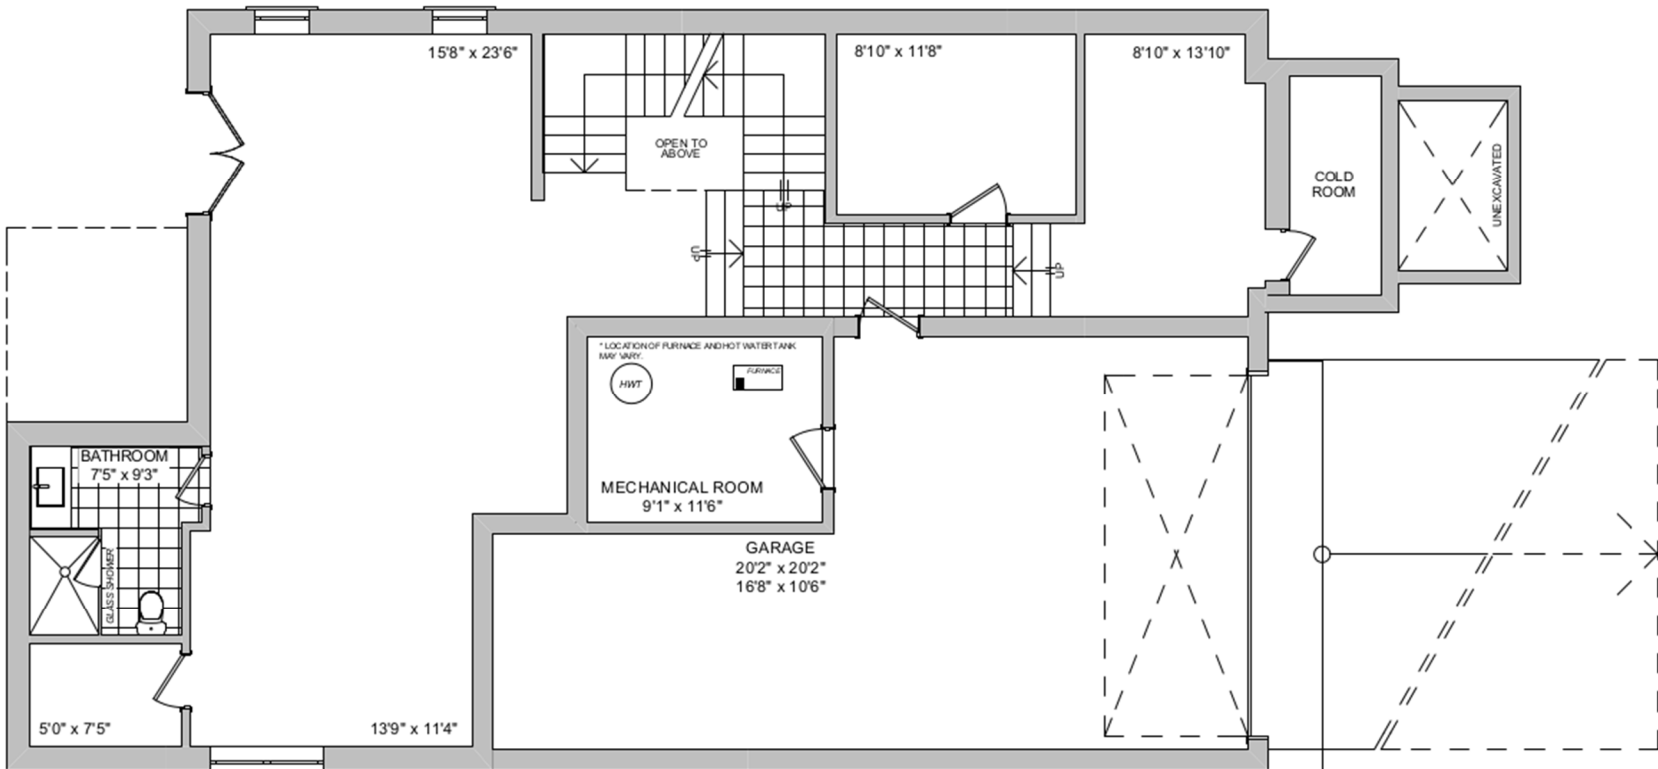 15'8" x 23'6"
8'10" x 11'8"
8'10" x 13'10"
OPEN TO
ABOVE
COLD
ROOM
UNEXCAVATED
UP
UP
UP
* LOCATION OF FURNACE AND HOT WATER TANK
MAY VARY.
HWT
FURNACE
BATHROOM
7'5" x 9'3"
MECHANICAL ROOM
9'1" x 11'6"
GLASS SHOWER
GARAGE
20'2" x 20'2"
16'8" x 10'6"
5'0" x 7'5"
13'9" x 11'4"